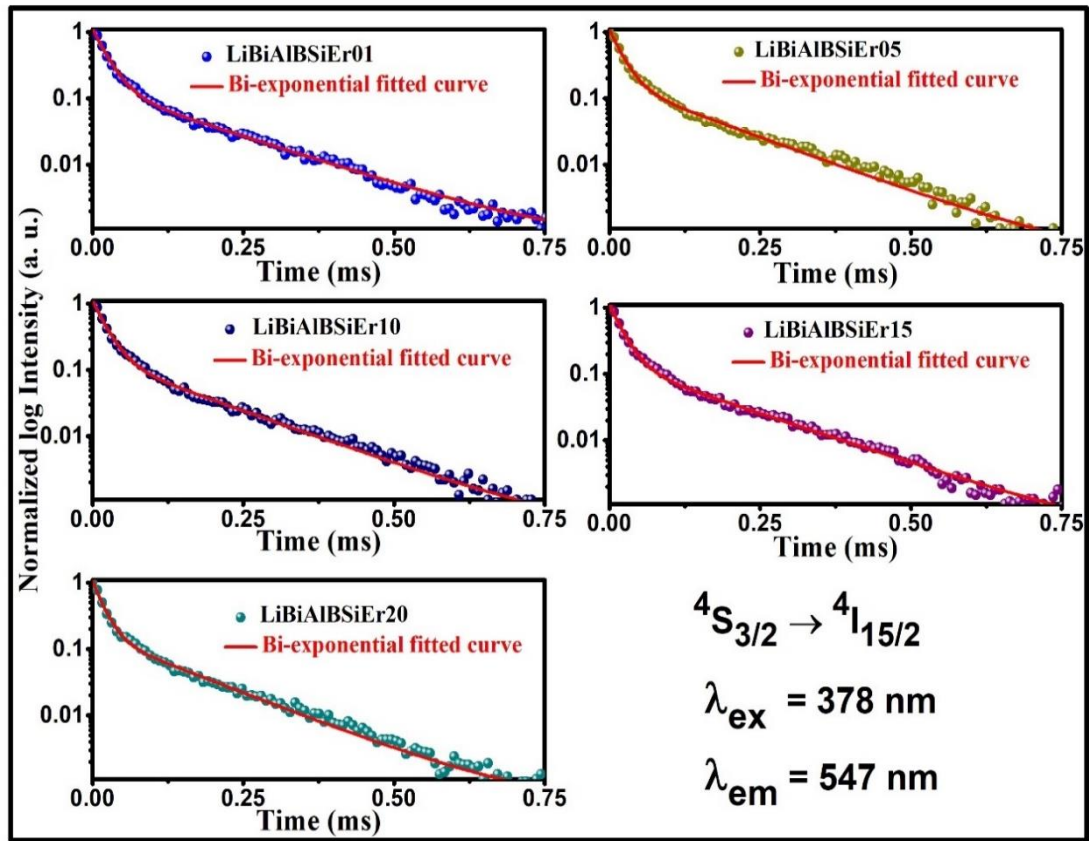 Normalized log Intensity (a. u.)
1
0.1
0.01
LiBiAlBSiEr01
Bi-exponential fitted curve
0.00 0.25 0.50 0.75
Time (ms)
1
0.1
0.01
LiBiAlBSiEr05
Bi-exponential fitted curve
0.00 0.25 0.50 0.75
Time (ms)
1
0.1
0.01
LiBiAlBSiEr10
Bi-exponential fitted curve
0.00 0.25 0.50 0.75
Time (ms)
1
0.1
0.01
LiBiAlBSiEr15
Bi-exponential fitted curve
0.00 0.25 0.50 0.75
Time (ms)
1
0.1
0.01
LiBiAlBSiEr20
Bi-exponential fitted curve
0.00 0.25 0.50 0.75
Time (ms)
⁴S₃/₂ → ⁴I₁₅/₂
λex = 378 nm
λem = 547 nm